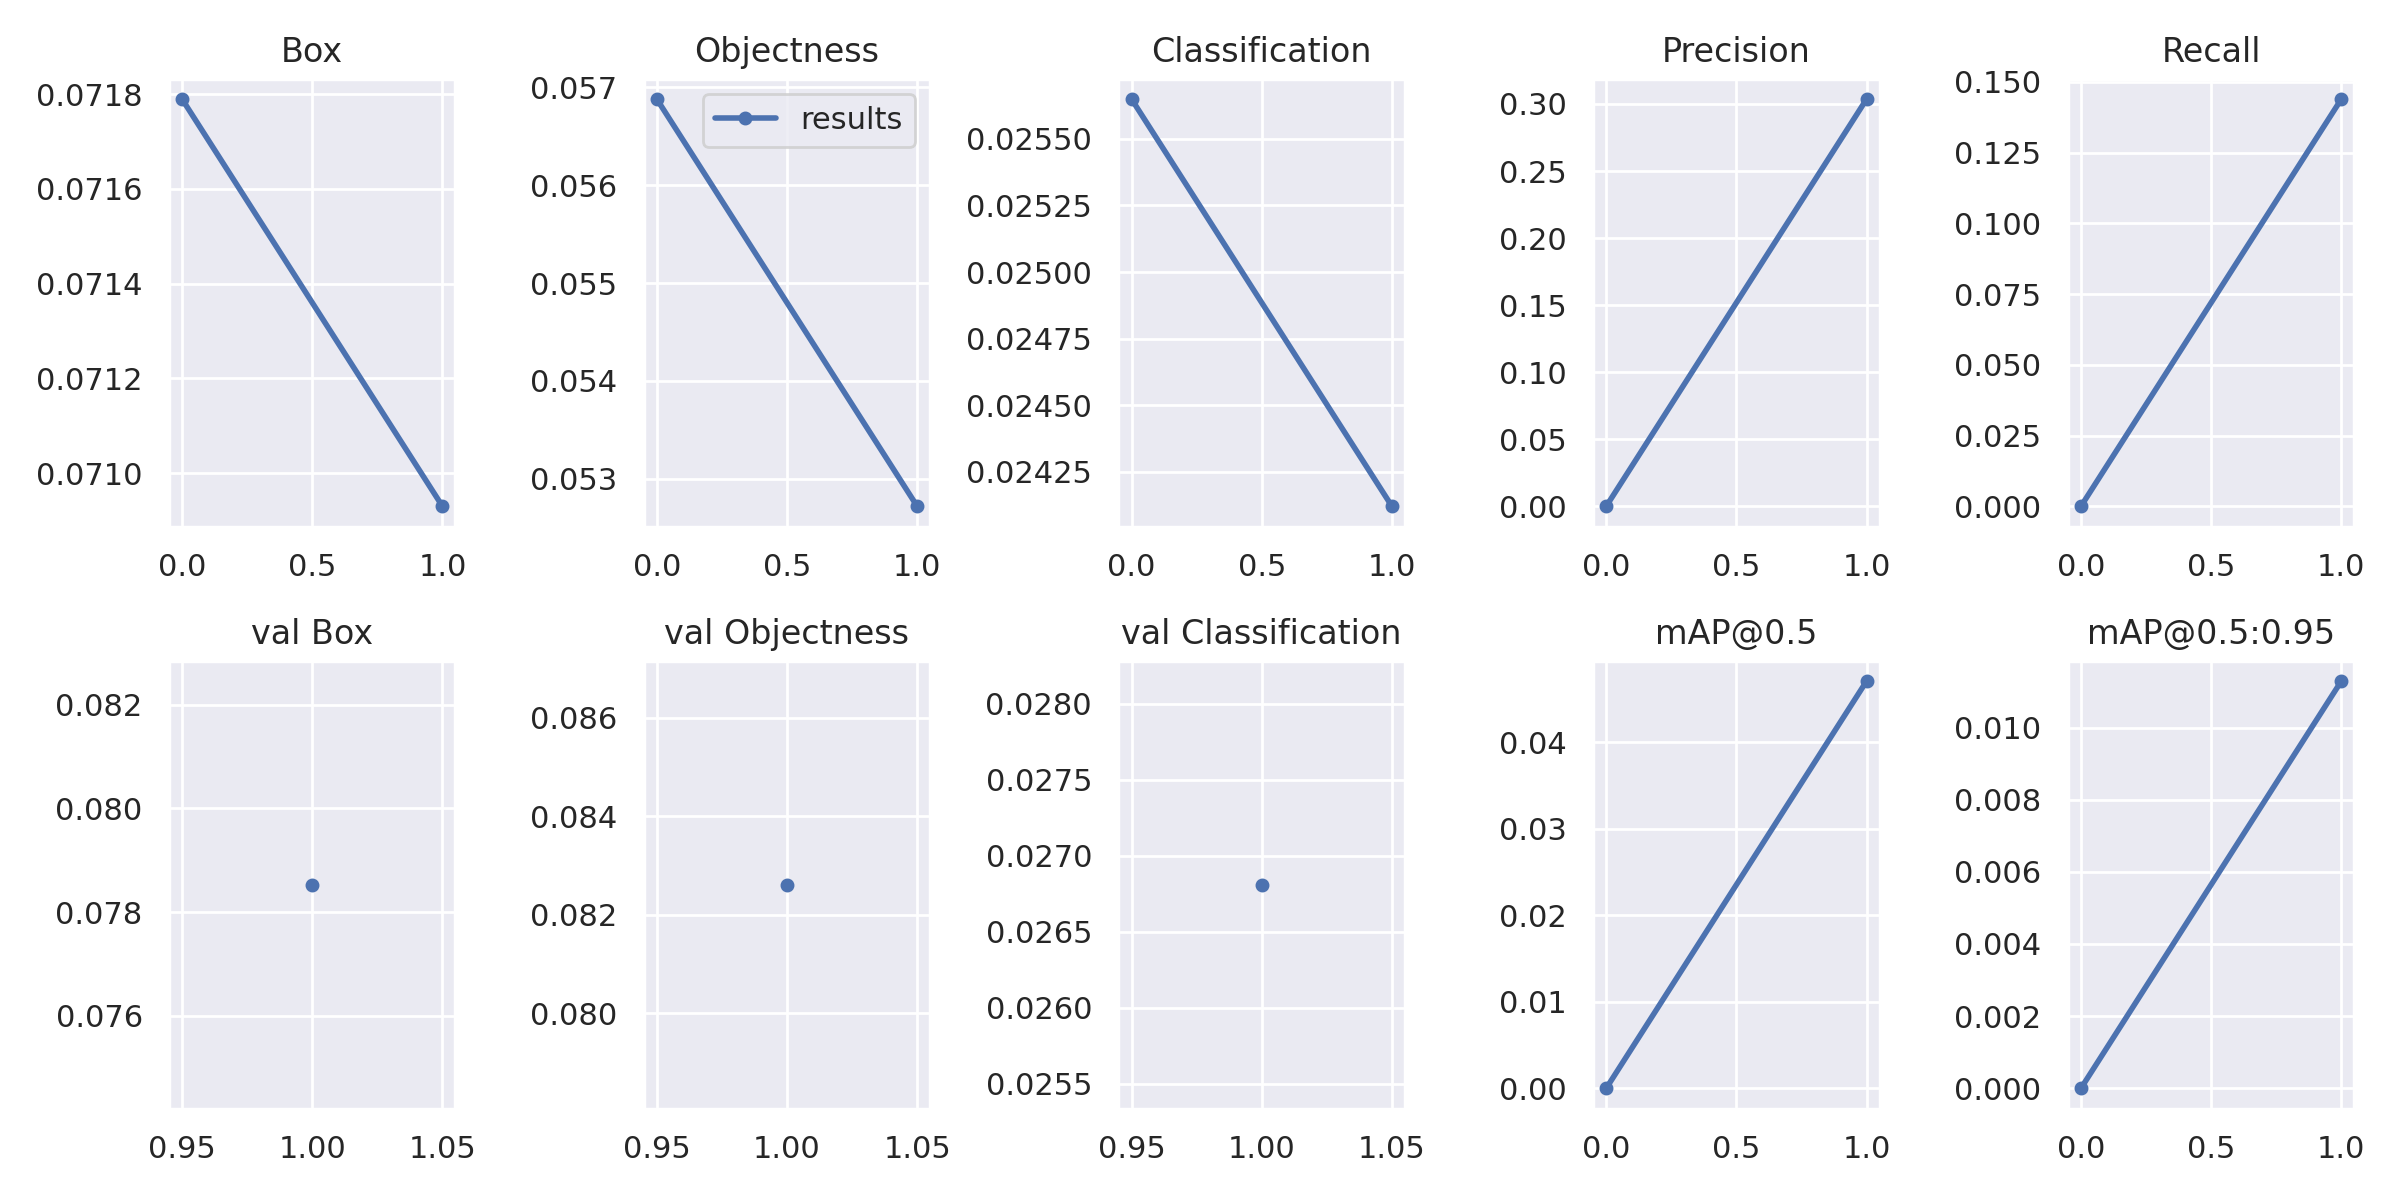 Box
0.0718
0.0716
0.0714
0.0712
0.0710
0.0 0.5 1.0
Objectness
results
0.057
0.056
0.055
0.054
0.053
0.0 0.5 1.0
Classification
0.02550
0.02525
0.02500
0.02475
0.02450
0.02425
0.0 0.5 1.0
Precision
0.30
0.25
0.20
0.15
0.10
0.05
0.00
0.0 0.5 1.0
Recall
0.150
0.125
0.100
0.075
0.050
0.025
0.000
0.0 0.5 1.0
val Box
0.082
0.080
0.078
0.076
0.95 1.00 1.05
val Objectness
0.086
0.084
0.082
0.080
0.95 1.00 1.05
val Classification
0.0280
0.0275
0.0270
0.0265
0.0260
0.0255
0.95 1.00 1.05
mAP@0.5
0.04
0.03
0.02
0.01
0.00
0.0 0.5 1.0
mAP@0.5:0.95
0.010
0.008
0.006
0.004
0.002
0.000
0.0 0.5 1.0